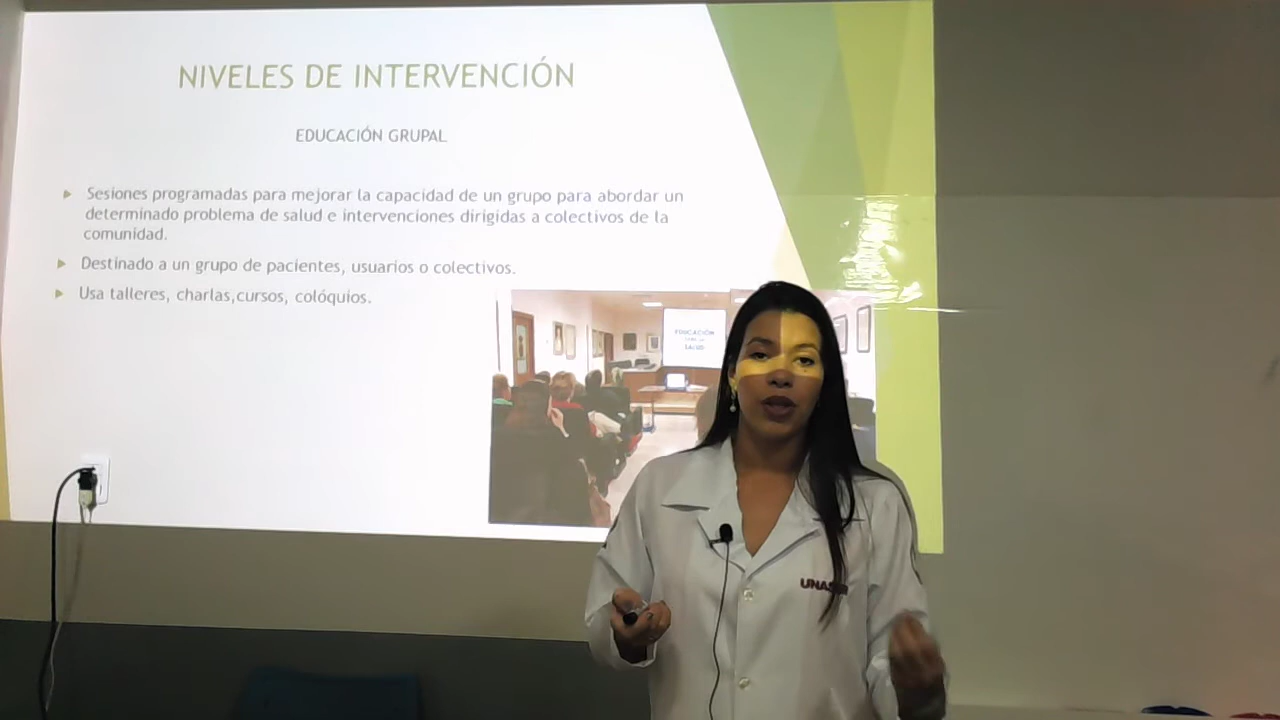 NIVELES DE INTERVENCIÓN
EDUCACIÓN GRUPAL
Sesiones programadas para mejorar la capacidad de un grupo para abordar un
determinado problema de salud e intervenciones dirigidas a colectivos de la
comunidad.
Destinado a un grupo de pacientes, usuarios o colectivos.
Usa talleres, charlas,cursos, colóquios.
EDUCACIÓN
SALUD